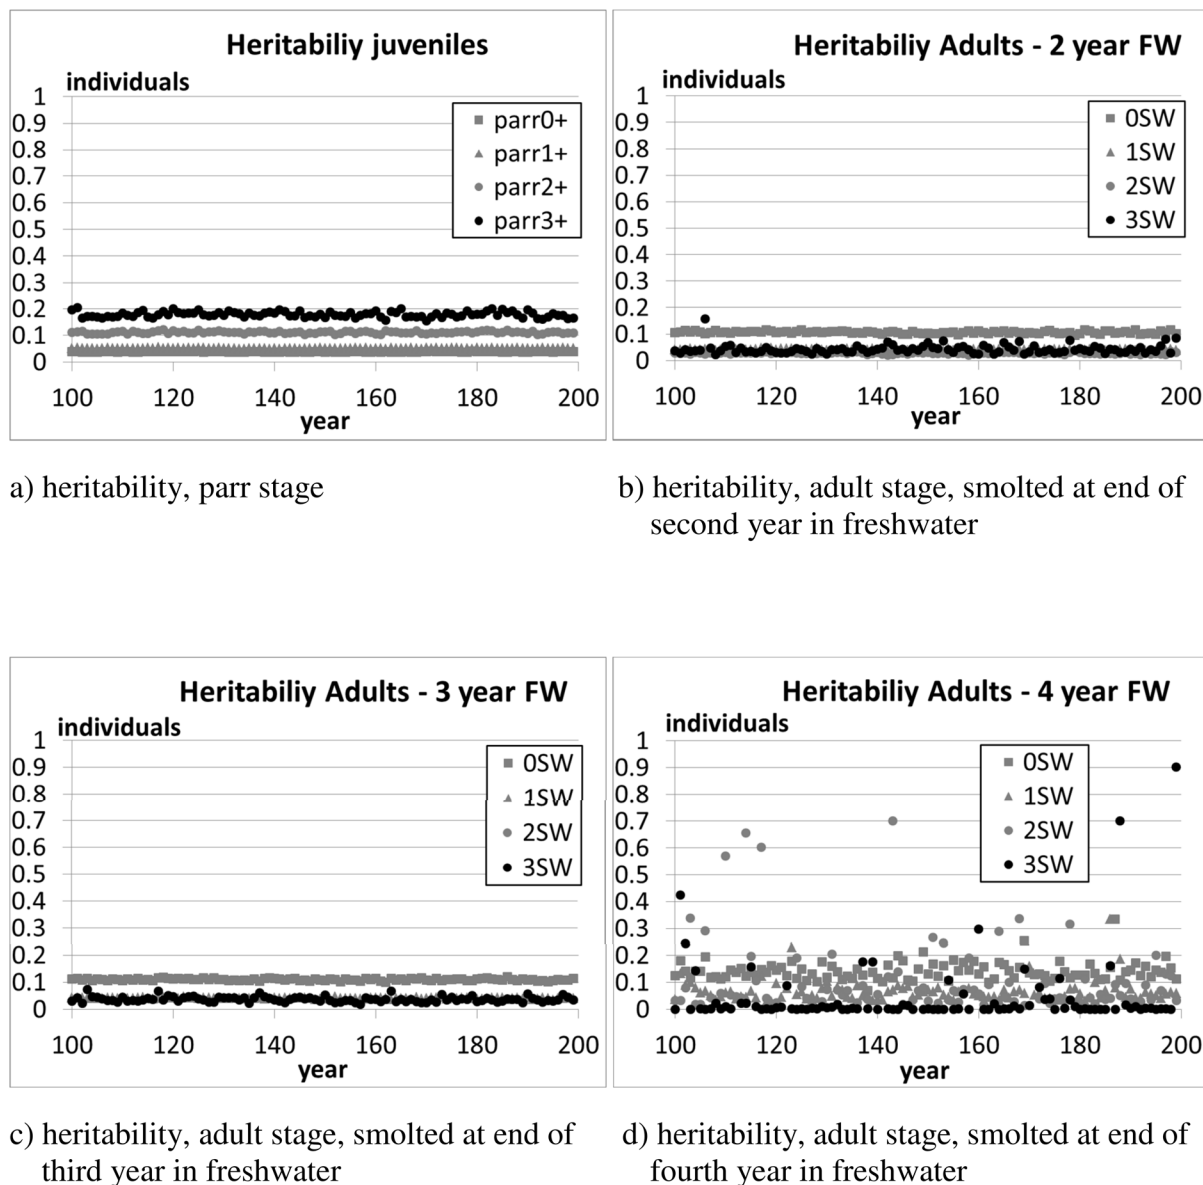 Heritabiliy juveniles
individuals
1
0.9
0.8
0.7
0.6
0.5
0.4
0.3
0.2
0.1
0
parr0+
parr1+
parr2+
parr3+
100 120 140 160 180 200
year
a) heritability, parr stage
Heritabiliy Adults - 2 year FW
individuals
1
0.9
0.8
0.7
0.6
0.5
0.4
0.3
0.2
0.1
0
0SW
1SW
2SW
3SW
100 120 140 160 180 200
year
b) heritability, adult stage, smolted at end of
second year in freshwater
Heritabiliy Adults - 3 year FW
individuals
1
0.9
0.8
0.7
0.6
0.5
0.4
0.3
0.2
0.1
0
0SW
1SW
2SW
3SW
100 120 140 160 180 200
year
c) heritability, adult stage, smolted at end of
third year in freshwater
Heritabiliy Adults - 4 year FW
individuals
1
0.9
0.8
0.7
0.6
0.5
0.4
0.3
0.2
0.1
0
0SW
1SW
2SW
3SW
100 120 140 160 180 200
year
d) heritability, adult stage, smolted at end of
fourth year in freshwater